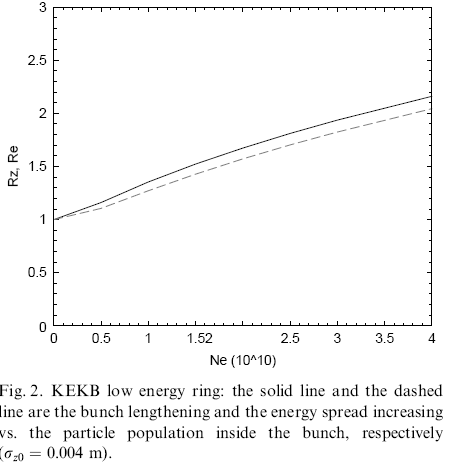 3
2.5
2
1.5
1
0.5
0
Rz, Re
0 0.5 1 1.52 2.5 3 3.5 4
Ne (10^10)
Fig. 2. KEKB low energy ring: the solid line and the dashed
line are the bunch lengthening and the energy spread increasing
vs. the particle population inside the bunch, respectively
(σz0 = 0.004 m).